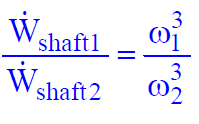 Ẇshaft1 / Ẇshaft2 = ω₁³ / ω₂³